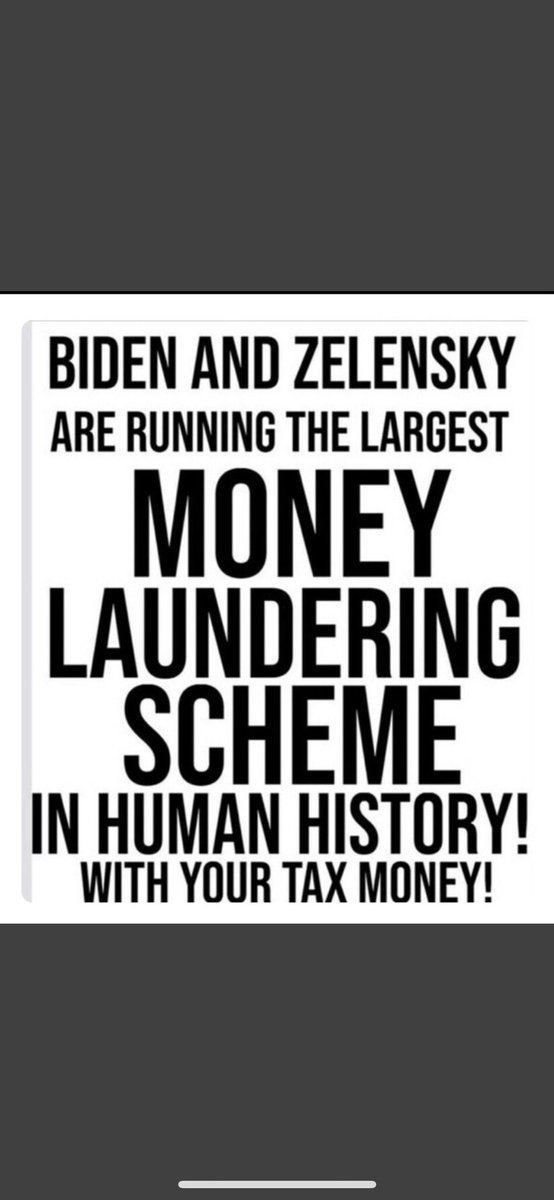 BIDEN AND ZELENSKY
ARE RUNNING THE LARGEST
MONEY
LAUNDERING
SCHEME
IN HUMAN HISTORY!
WITH YOUR TAX MONEY!